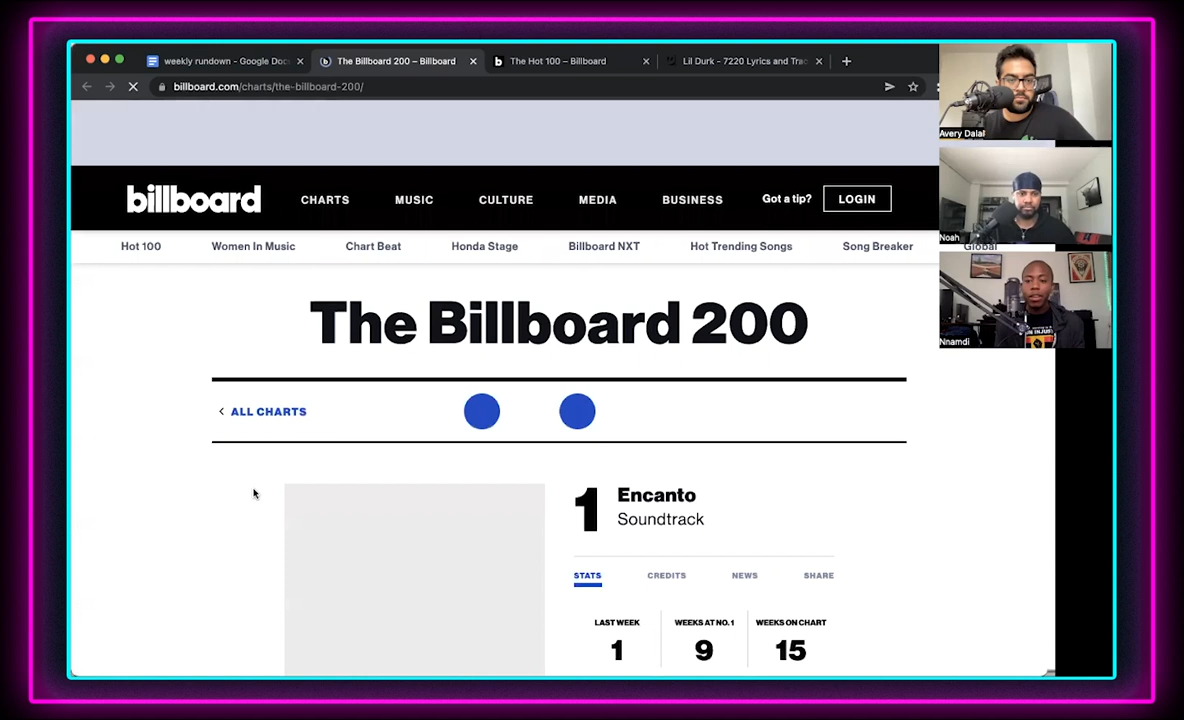 weekly rundown - Google Doc
The Billboard 200 – Billboard
The Hot 100 – Billboard
Lil Durk - 7220 Lyrics and Trac
billboard.com/charts/the-billboard-200/
billboard
CHARTS
MUSIC
CULTURE
MEDIA
BUSINESS
Got a tip?
LOGIN
Hot 100
Women In Music
Chart Beat
Honda Stage
Billboard NXT
Hot Trending Songs
Song Breaker
Global
Avery Dalal
Noah
Nnamdi
The Billboard 200
ALL CHARTS
1
Encanto
Soundtrack
STATS
CREDITS
NEWS
SHARE
LAST WEEK
WEEKS AT NO. 1
WEEKS ON CHART
1
9
15